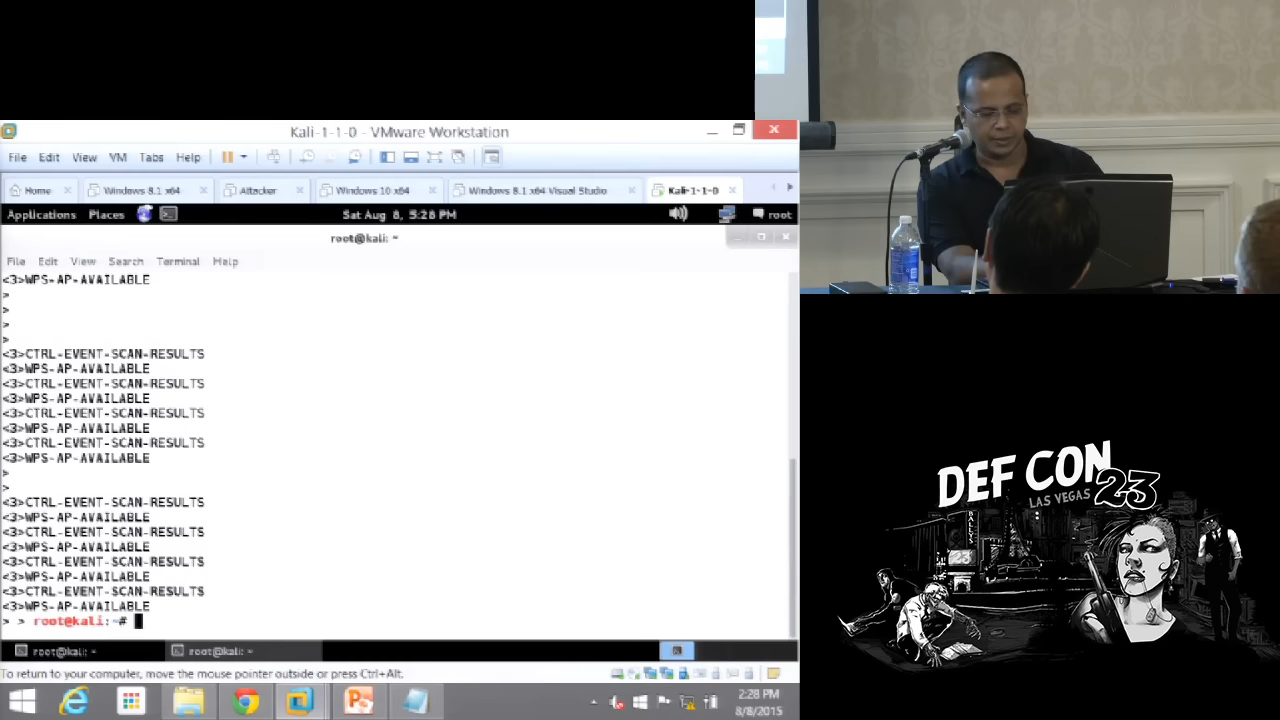 Kali-1-1-0 - VMware Workstation
File Edit View VM Tabs Help
Home Windows 8.1 x64 Attacker Windows 10 x64 Windows 8.1 x64 Visual Studio Kali-1-1-0
Applications Places Sat Aug 8, 5:28 PM root
root@kali: ~
File Edit View Search Terminal Help
<3>WPS-AP-AVAILABLE
>
>
>
>
<3>CTRL-EVENT-SCAN-RESULTS
<3>WPS-AP-AVAILABLE
<3>CTRL-EVENT-SCAN-RESULTS
<3>WPS-AP-AVAILABLE
<3>CTRL-EVENT-SCAN-RESULTS
<3>WPS-AP-AVAILABLE
<3>CTRL-EVENT-SCAN-RESULTS
<3>WPS-AP-AVAILABLE
>
>
<3>CTRL-EVENT-SCAN-RESULTS
<3>WPS-AP-AVAILABLE
<3>CTRL-EVENT-SCAN-RESULTS
<3>WPS-AP-AVAILABLE
<3>CTRL-EVENT-SCAN-RESULTS
<3>WPS-AP-AVAILABLE
<3>CTRL-EVENT-SCAN-RESULTS
<3>WPS-AP-AVAILABLE
> > root@kali:~#
root@kali: ~ root@kali: ~
To return to your computer, move the mouse pointer outside or press Ctrl+Alt.
2:28 PM
8/8/2015
DEF CON 23
LAS VEGAS
BALLYS